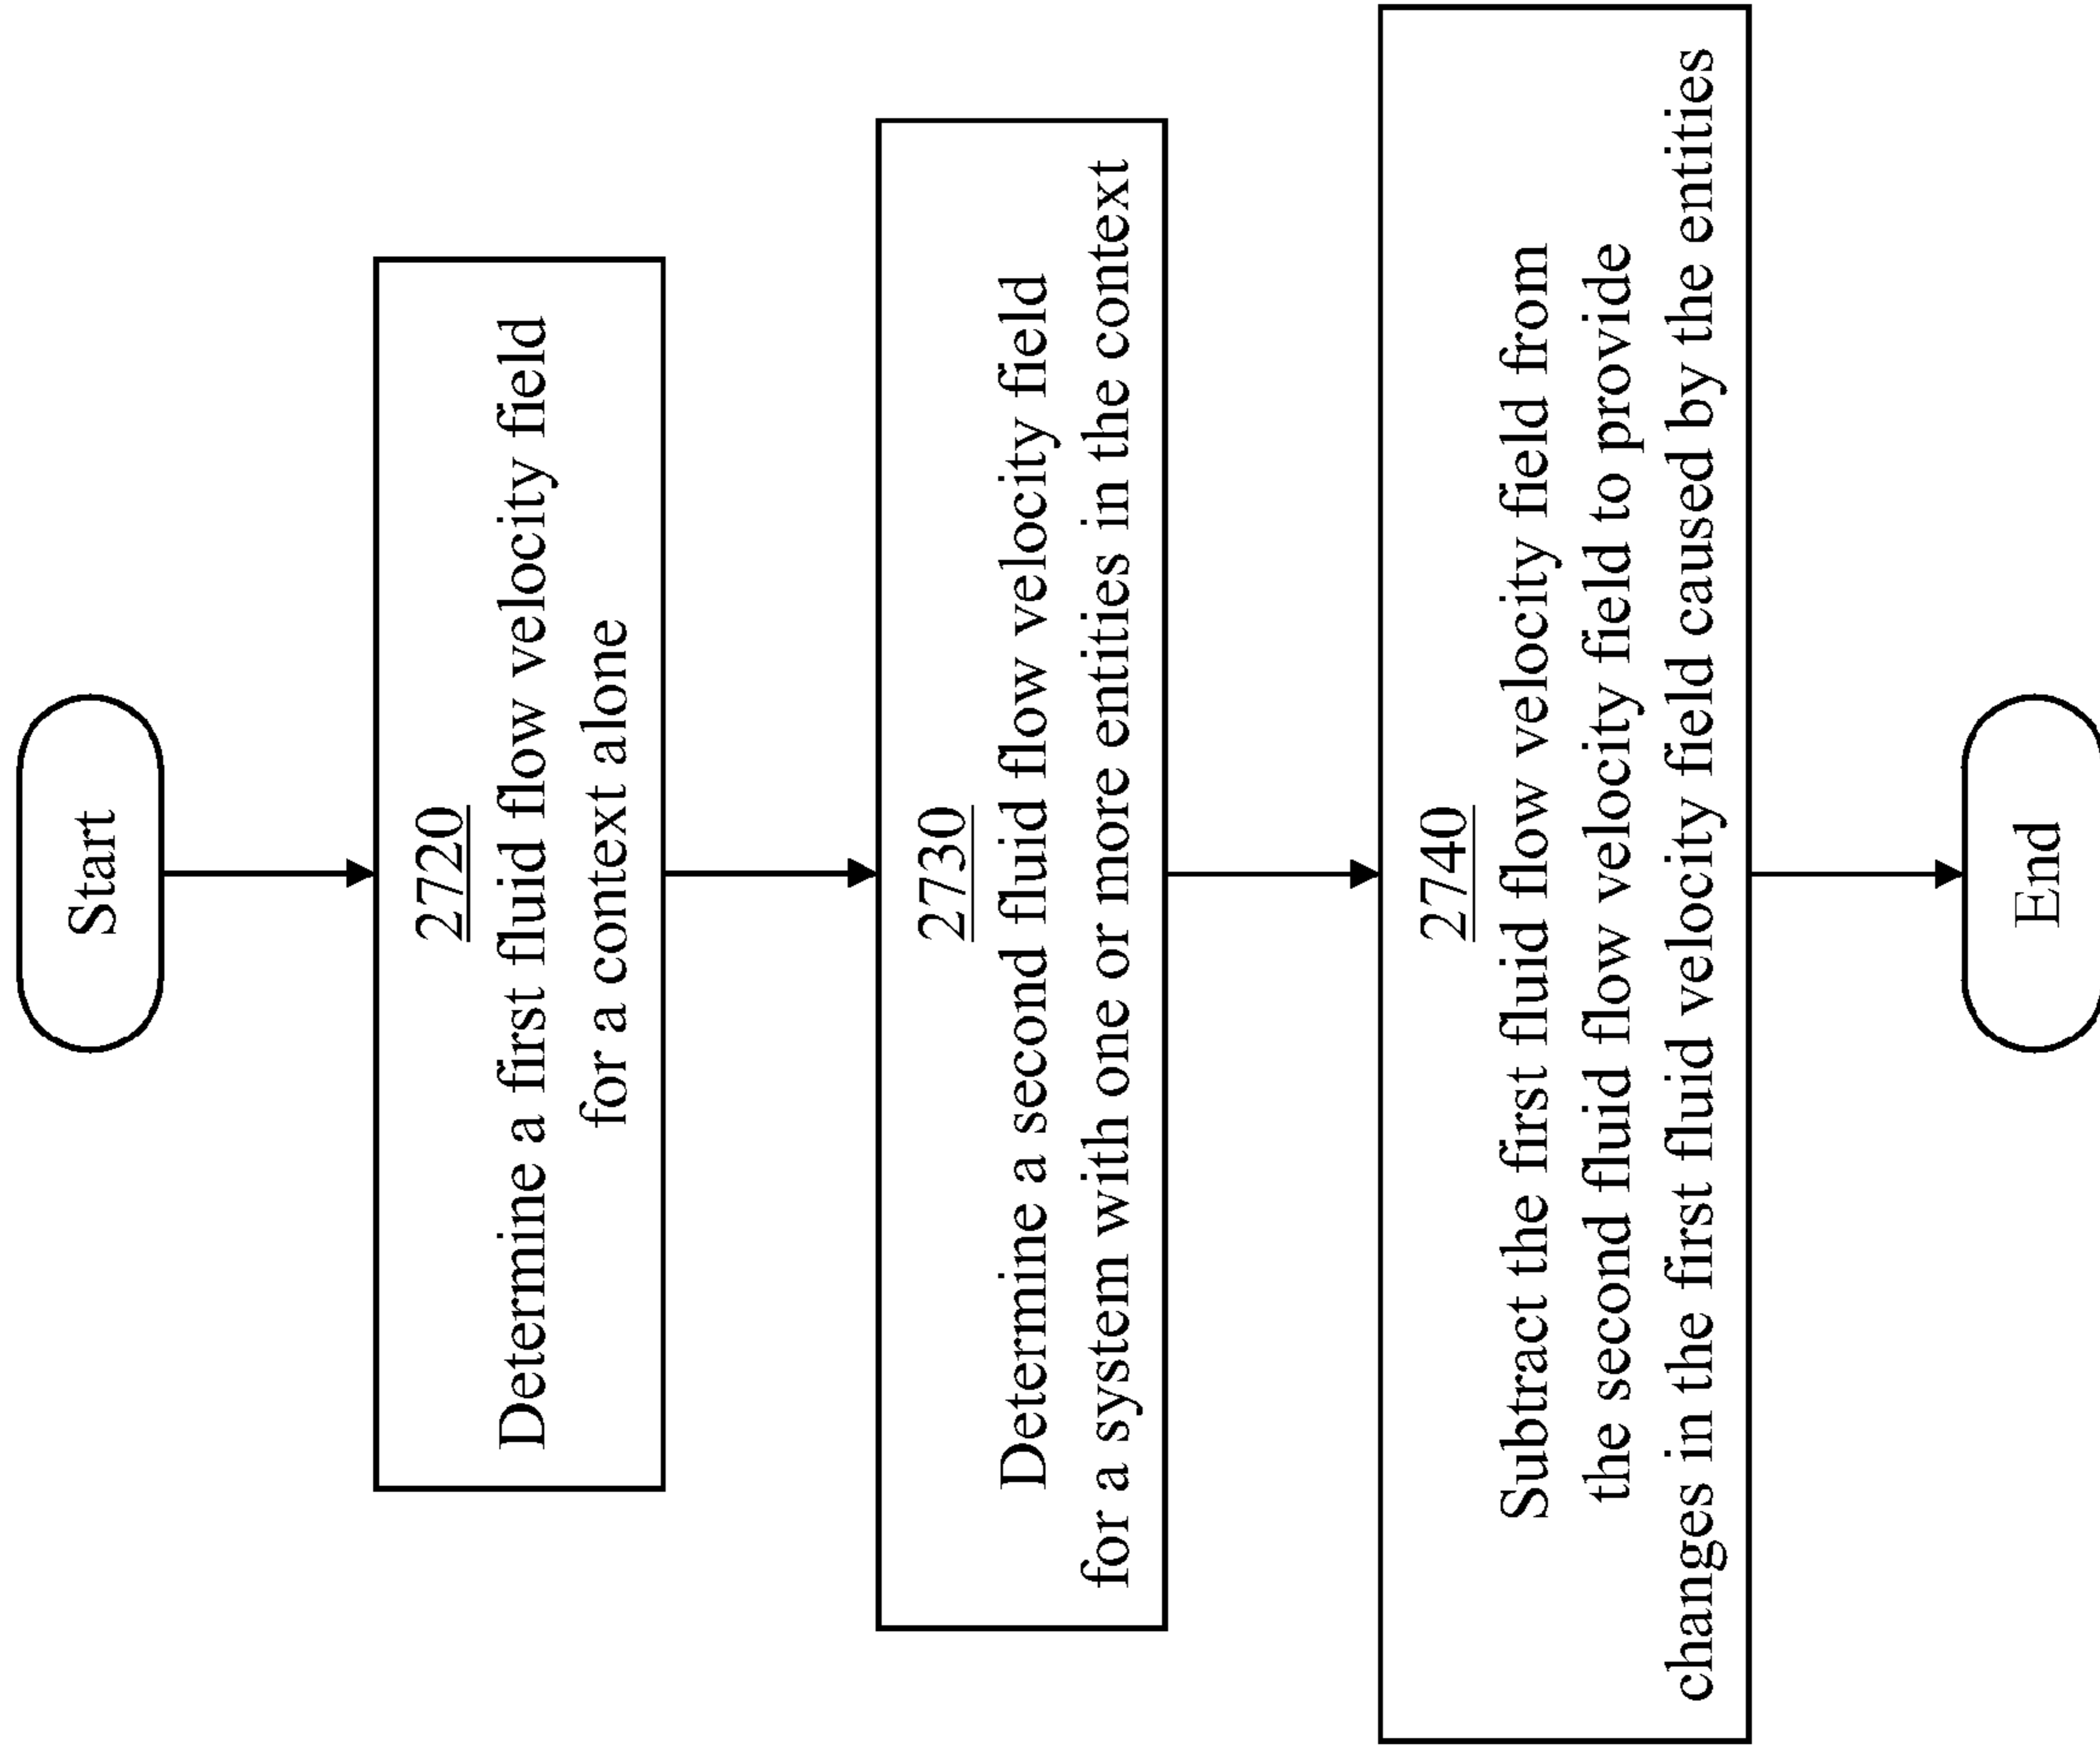 Start
2720
Determine a first fluid flow velocity field
for a context alone
2730
Determine a second fluid flow velocity field
for a system with one or more entities in the context
2740
Subtract the first fluid flow velocity field from
the second fluid flow velocity field to provide
changes in the first fluid velocity field caused by the entities
End